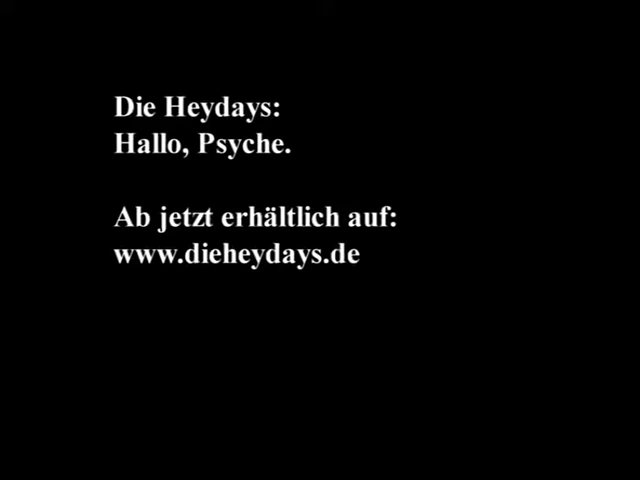 Die Heydays:
Hallo, Psyche.
Ab jetzt erhältlich auf:
www.dieheydays.de